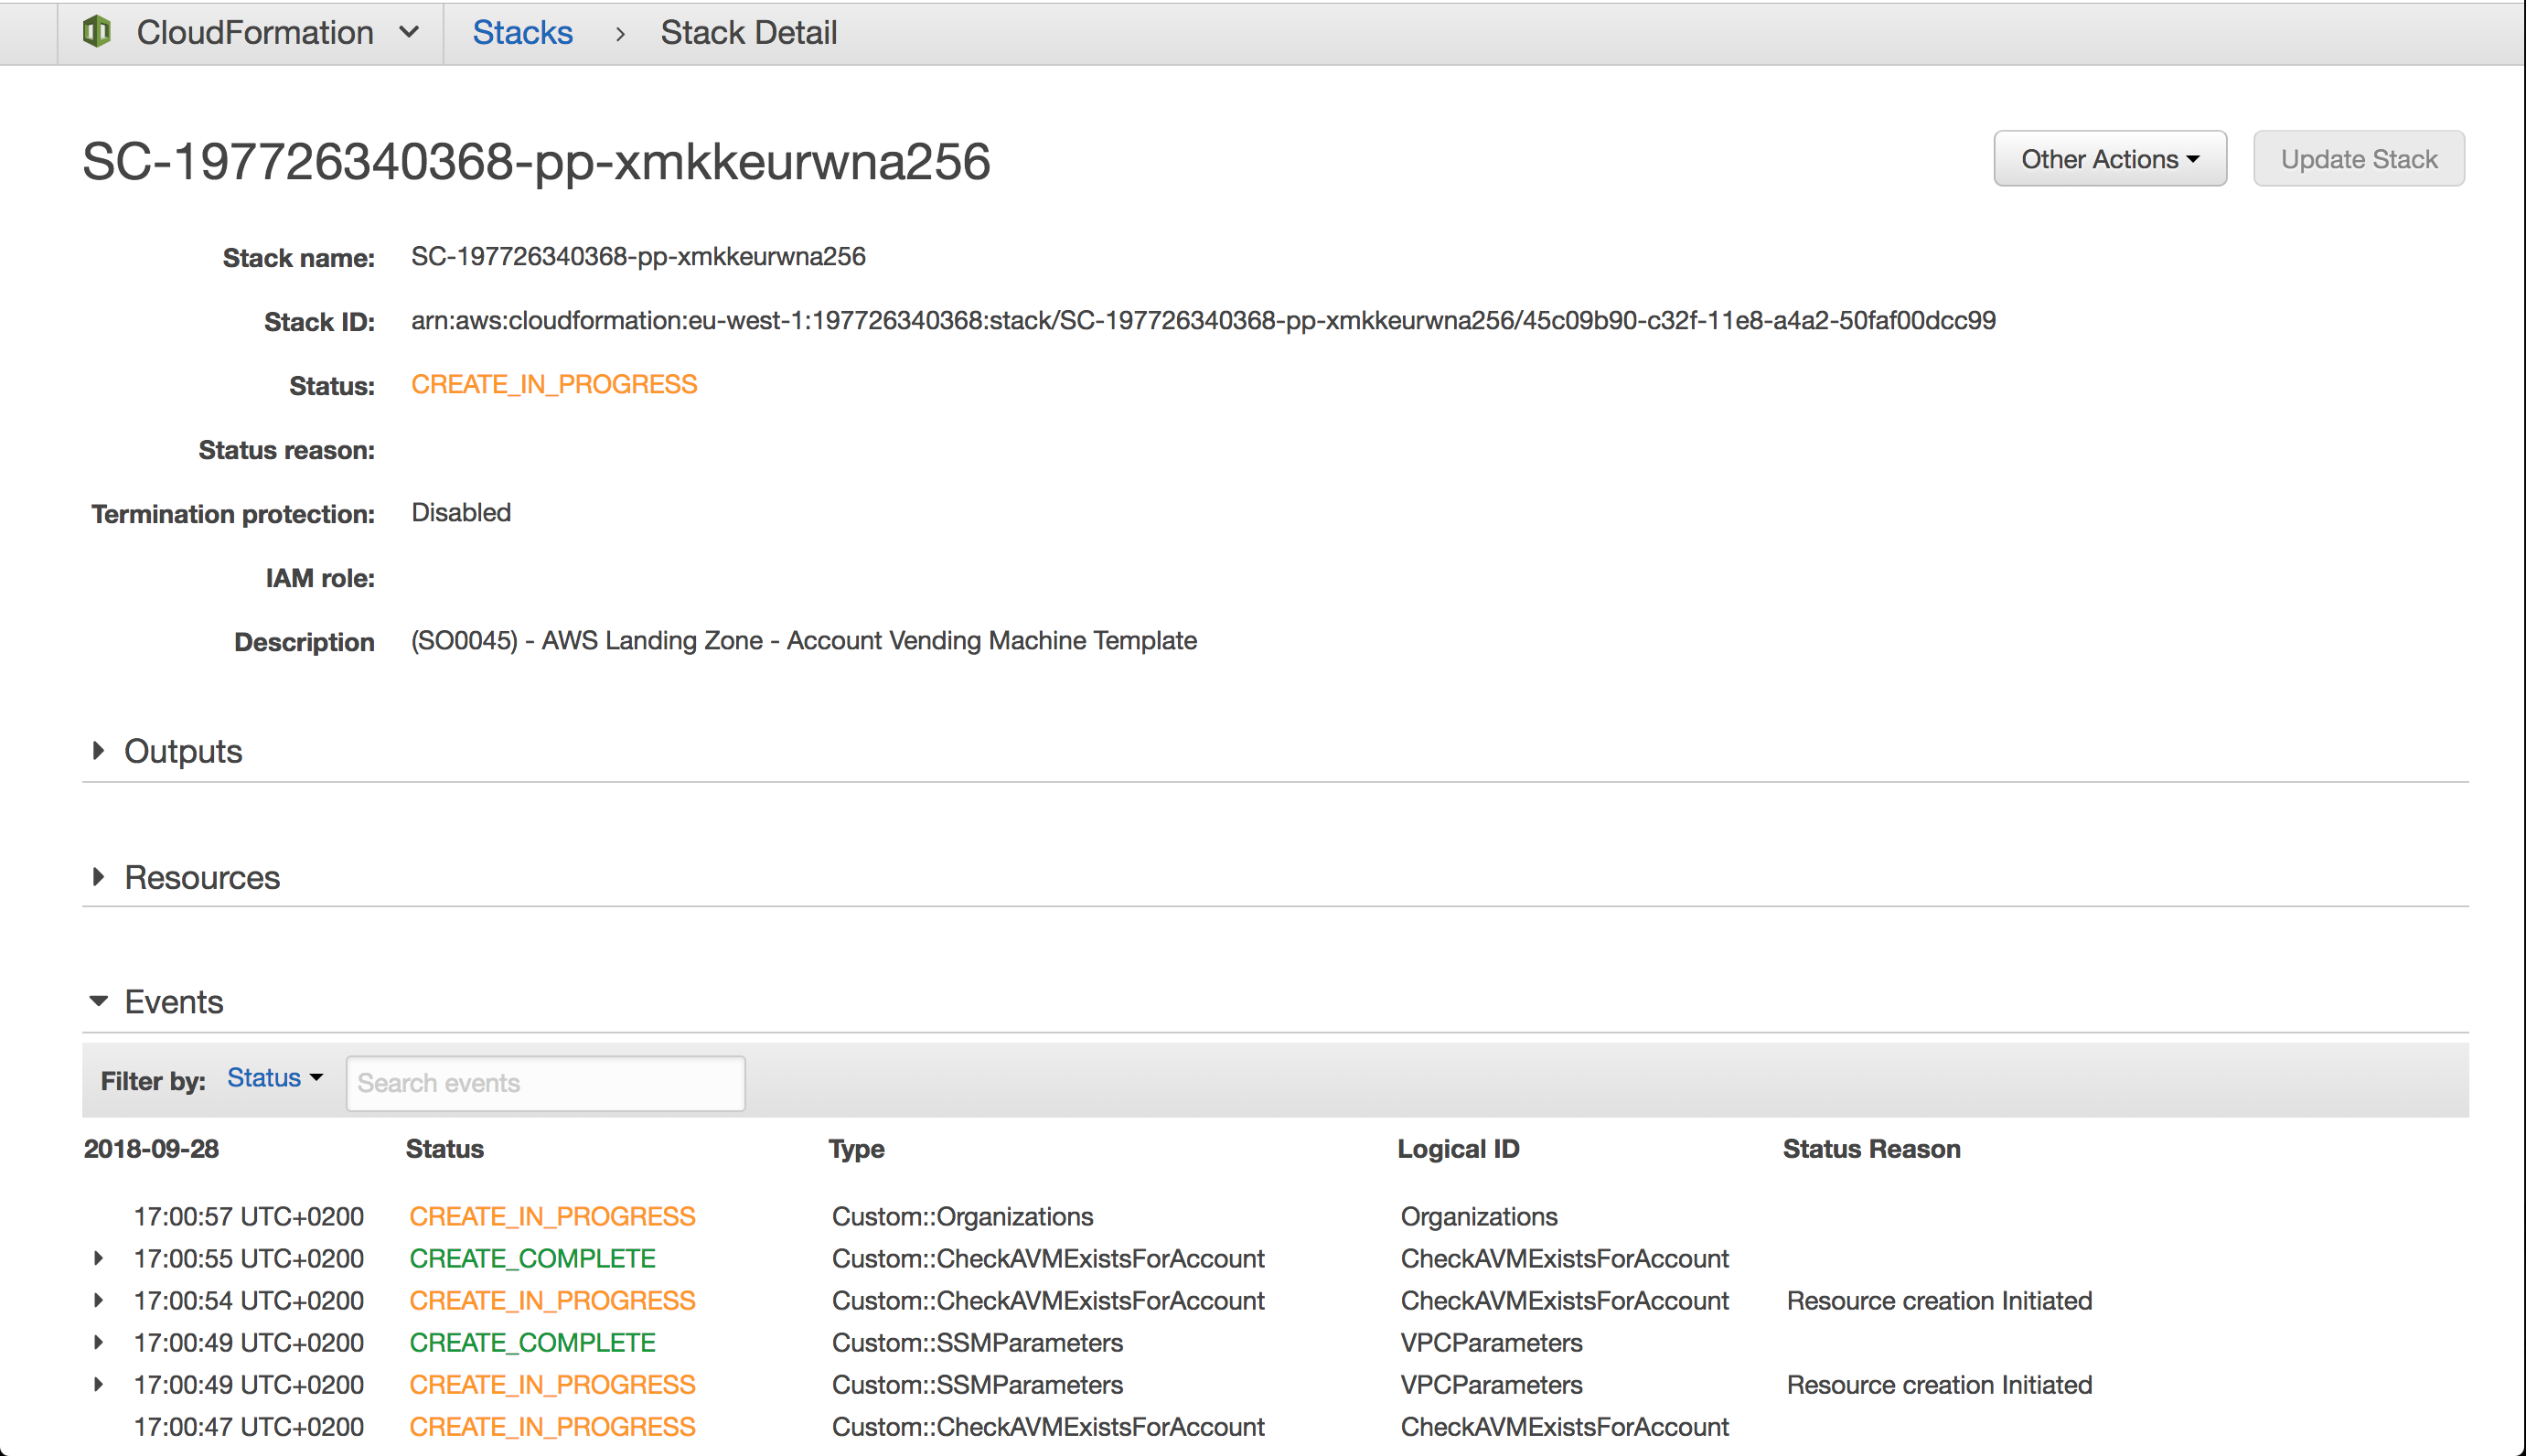 CloudFormation Stacks > Stack Detail
SC-197726340368-pp-xmkkeurwna256 Other Actions Update Stack
Stack name: SC-197726340368-pp-xmkkeurwna256
Stack ID: arn:aws:cloudformation:eu-west-1:197726340368:stack/SC-197726340368-pp-xmkkeurwna256/45c09b90-c32f-11e8-a4a2-50faf00dcc99
Status: CREATE_IN_PROGRESS
Status reason:
Termination protection: Disabled
IAM role:
Description (SO0045) - AWS Landing Zone - Account Vending Machine Template
Outputs
Resources
Events
Filter by: Status Search events
2018-09-28 Status Type Logical ID Status Reason
17:00:57 UTC+0200 CREATE_IN_PROGRESS Custom::Organizations Organizations
17:00:55 UTC+0200 CREATE_COMPLETE Custom::CheckAVMExistsForAccount CheckAVMExistsForAccount
17:00:54 UTC+0200 CREATE_IN_PROGRESS Custom::CheckAVMExistsForAccount CheckAVMExistsForAccount Resource creation Initiated
17:00:49 UTC+0200 CREATE_COMPLETE Custom::SSMParameters VPCParameters
17:00:49 UTC+0200 CREATE_IN_PROGRESS Custom::SSMParameters VPCParameters Resource creation Initiated
17:00:47 UTC+0200 CREATE_IN_PROGRESS Custom::CheckAVMExistsForAccount CheckAVMExistsForAccount